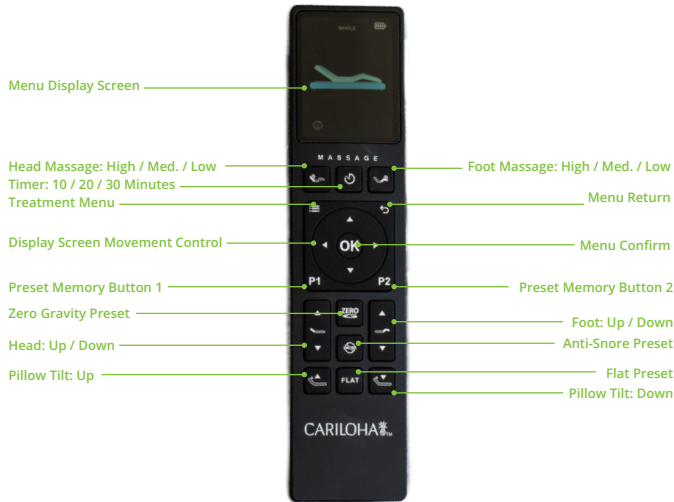 WHOLE
Menu Display Screen
MASSAGE
Head Massage: High / Med. / Low
Foot Massage: High / Med. / Low
Timer: 10 / 20 / 30 Minutes
Treatment Menu
Menu Return
Display Screen Movement Control
OK
Menu Confirm
P1
P2
Preset Memory Button 1
Preset Memory Button 2
Zero Gravity Preset
ZERO
Foot: Up / Down
Head: Up / Down
Anti-Snore Preset
Pillow Tilt: Up
FLAT
Flat Preset
Pillow Tilt: Down
CARILOHA™